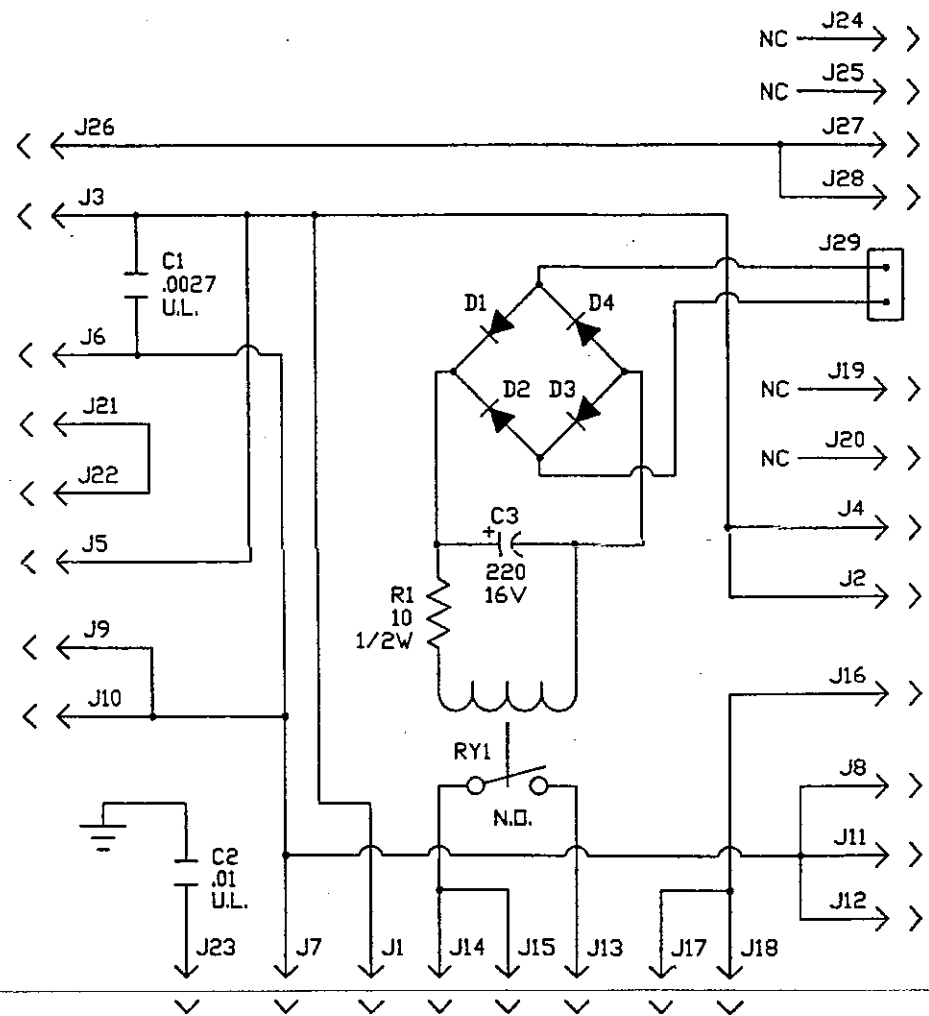 J24
NC
J25
NC
J26
J27
J28
J3
J29
C1
.0027
U.L.
D1
D4
J6
D2
D3
J19
NC
J21
J20
NC
J22
J4
C3
+
220
16V
J5
J2
R1
10
1/2W
J9
J16
J10
RY1
J8
N.O.
J11
C2
.01
U.L.
J12
J23
J7
J1
J14
J15
J13
J17
J18